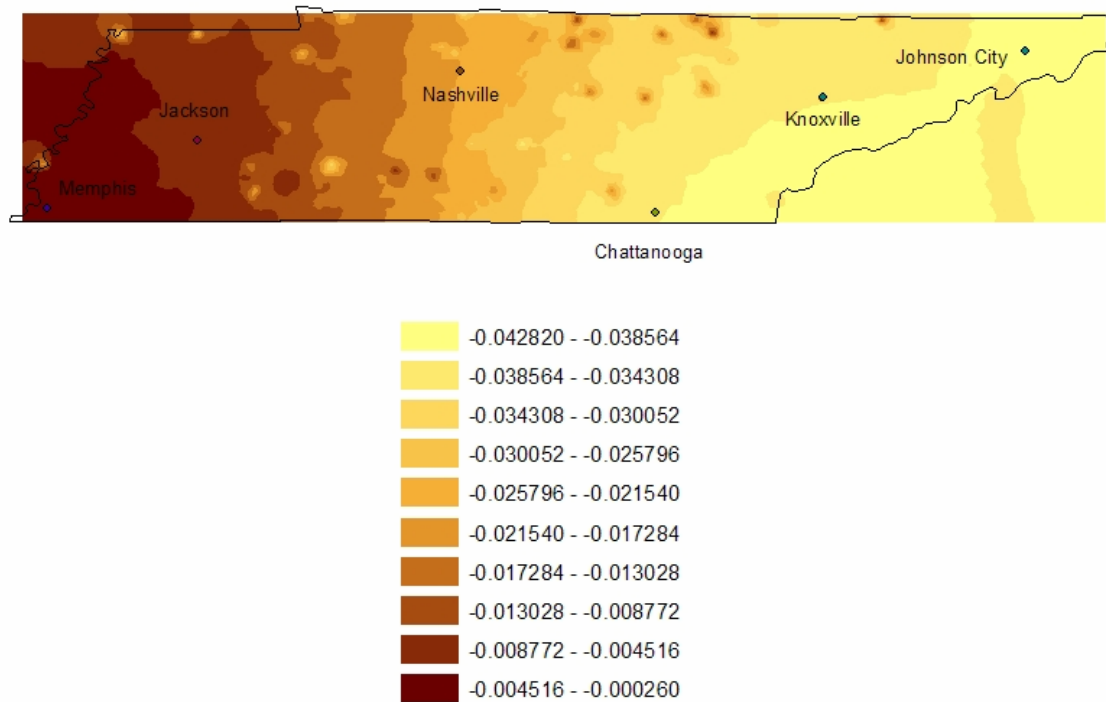 Johnson City
Nashville
Jackson
Knoxville
Memphis
Chattanooga
-0.042820 - -0.038564
-0.038564 - -0.034308
-0.034308 - -0.030052
-0.030052 - -0.025796
-0.025796 - -0.021540
-0.021540 - -0.017284
-0.017284 - -0.013028
-0.013028 - -0.008772
-0.008772 - -0.004516
-0.004516 - -0.000260